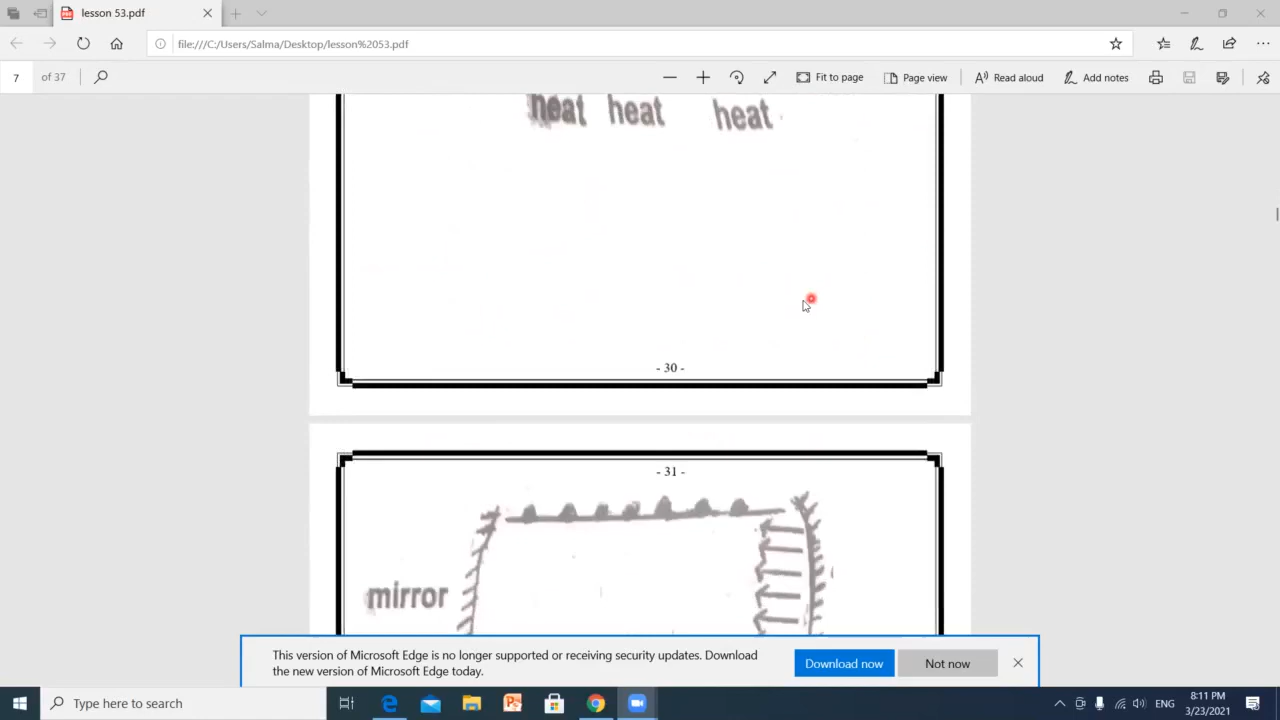 lesson 53.pdf
file:///C:/Users/Salma/Desktop/lesson%2053.pdf
7 of 37
Fit to page
Page view
Read aloud
Add notes
heat heat heat
- 30 -
- 31 -
mirror
This version of Microsoft Edge is no longer supported or receiving security updates. Download
the new version of Microsoft Edge today.
Download now
Not now
Type here to search
ENG
8:11 PM
3/23/2021